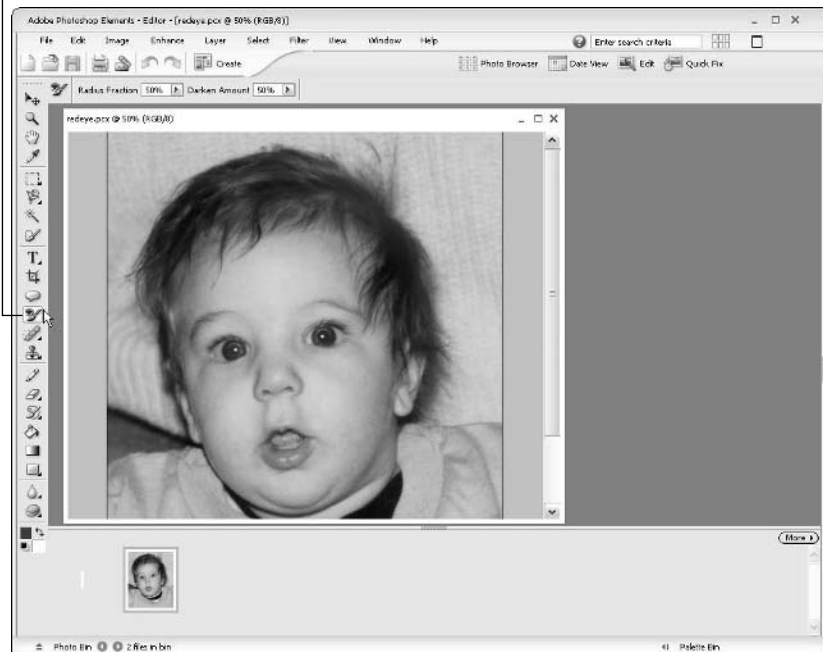 Adobe Photoshop Elements - Editor - [redeye.pcx @ 50% (RGB/8)]
File Edit Image Enhance Layer Select Filter View Window Help Enter search criteria
Create Photo Browser Date View Edit Quick Fix
Radius Fraction 50% Darken Amount 50%
redeye.pcx @ 50% (RGB/8)
T
More
Photo Bin 2 files in bin Palette Bin